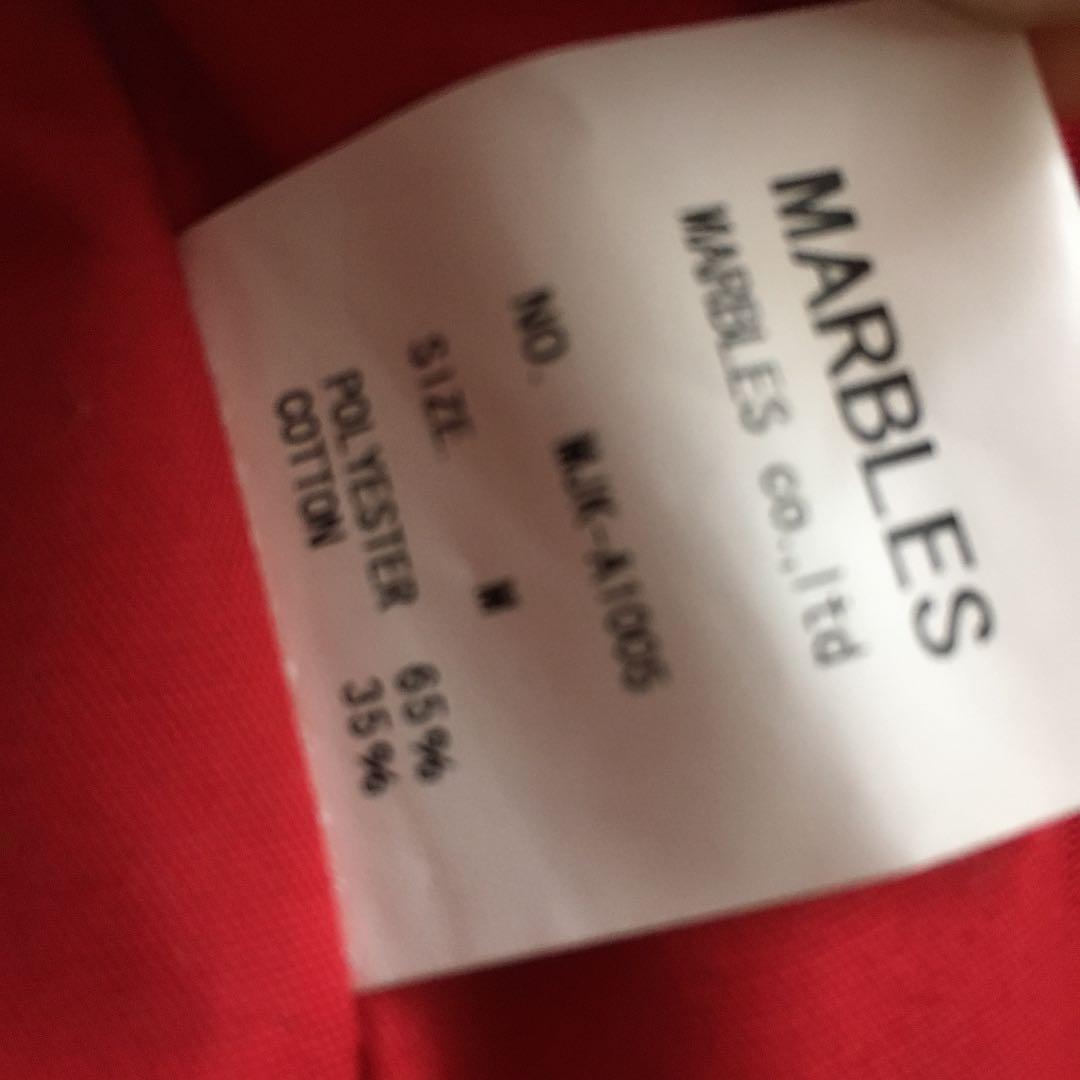 MARBLES
MARBLES co.,ltd
NO. MJK-A1005
SIZE M
POLYESTER 65%
COTTON 35%